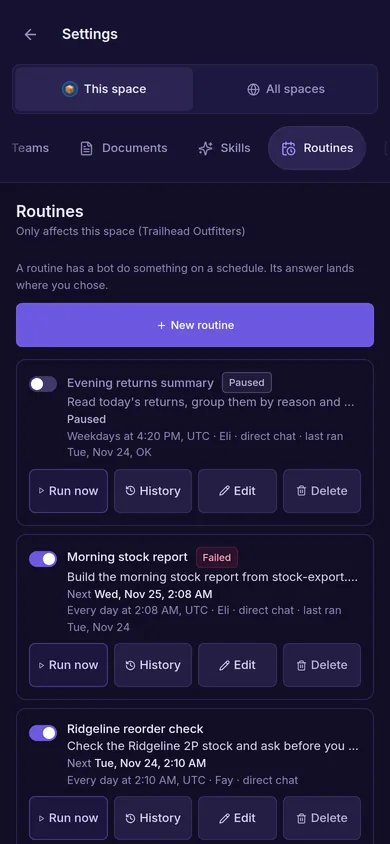 Settings
This space
All spaces
Teams
Documents
Skills
Routines
Routines
Only affects this space (Trailhead Outfitters)
A routine has a bot do something on a schedule. Its answer lands
where you chose.
+ New routine
Evening returns summary Paused
Read today's returns, group them by reason and ...
Paused
Weekdays at 4:20 PM, UTC · Eli · direct chat · last ran
Tue, Nov 24, OK
Run now
History
Edit
Delete
Morning stock report Failed
Build the morning stock report from stock-export....
Next Wed, Nov 25, 2:08 AM
Every day at 2:08 AM, UTC · Eli · direct chat · last ran
Tue, Nov 24
Run now
History
Edit
Delete
Ridgeline reorder check
Check the Ridgeline 2P stock and ask before you ...
Next Tue, Nov 24, 2:10 AM
Every day at 2:10 AM, UTC · Fay · direct chat
Run now
History
Edit
Delete